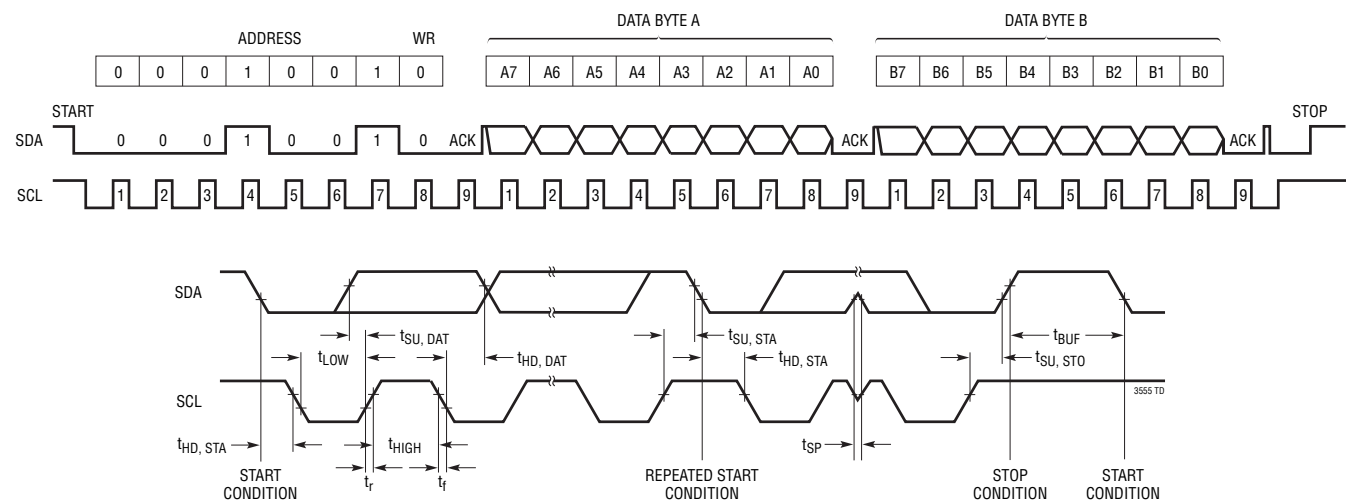 DATA BYTE A DATA BYTE B
ADDRESS WR
0 0 0 1 0 0 1 0 A7 A6 A5 A4 A3 A2 A1 A0 B7 B6 B5 B4 B3 B2 B1 B0
START STOP
SDA 0 0 0 1 0 0 1 0 ACK ACK ACK
SCL 1 2 3 4 5 6 7 8 9 1 2 3 4 5 6 7 8 9 1 2 3 4 5 6 7 8 9
SDA
tSU, DAT tSU, STA tBUF
tLOW tHD, DAT tHD, STA tSU, STO
SCL 3555 TD
tHD, STA tHIGH tSP
tr tf
START CONDITION REPEATED START CONDITION STOP CONDITION START CONDITION